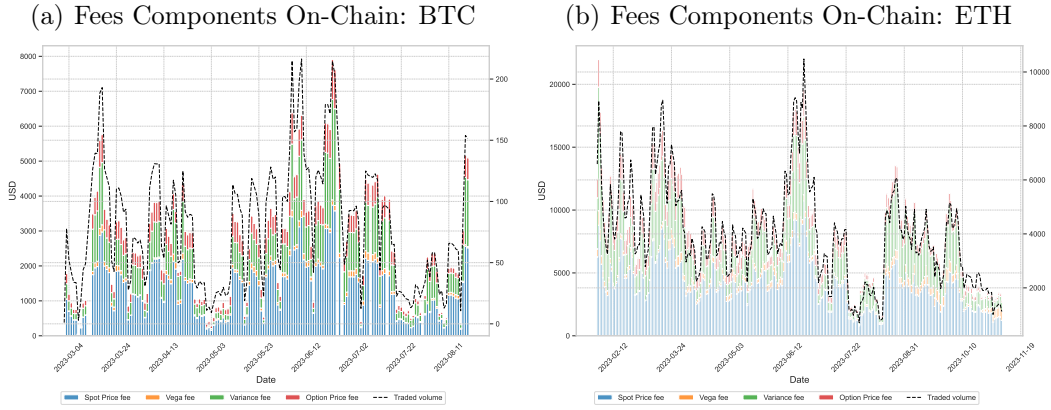 (a) Fees Components On-Chain: BTC
8000
7000
6000
5000
4000
3000
2000
1000
0
USD
200
150
100
50
0
2023-03-04
2023-03-24
2023-04-13
2023-05-03
2023-05-23
2023-06-12
2023-07-02
2023-07-22
2023-08-11
Date
Spot Price fee
Vega fee
Variance fee
Option Price fee
Traded volume
(b) Fees Components On-Chain: ETH
20000
15000
10000
5000
0
USD
10000
8000
6000
4000
2000
2023-02-12
2023-03-24
2023-05-03
2023-06-12
2023-07-22
2023-08-31
2023-10-10
2023-11-19
Date
Spot Price fee
Vega fee
Variance fee
Option Price fee
Traded volume